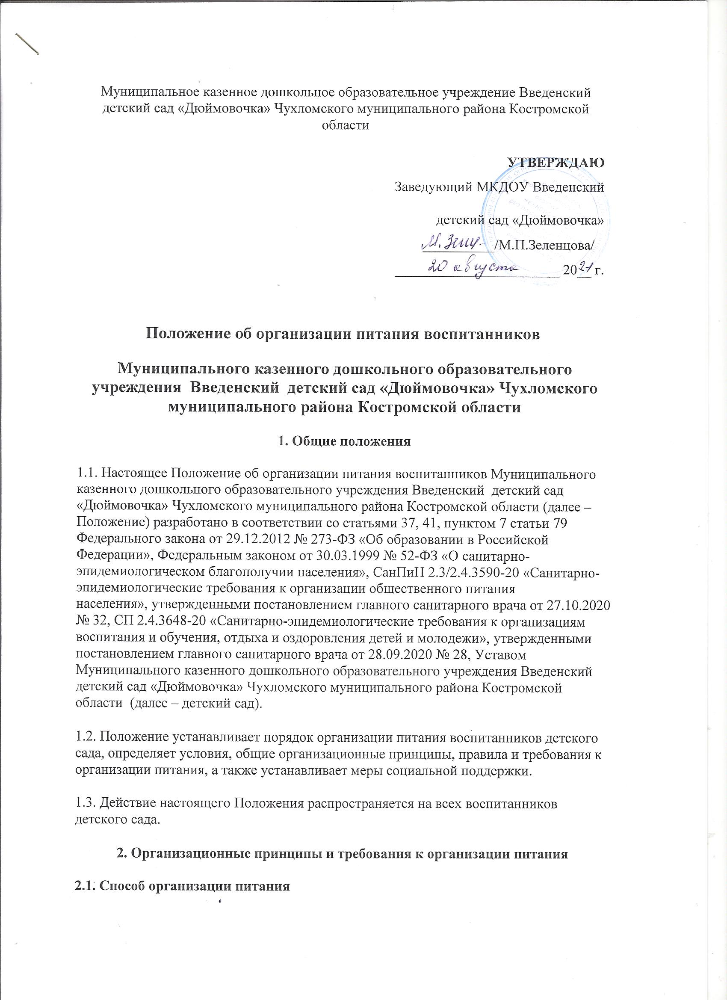 Муниципальное казенное дошкольное образовательное учреждение Введенский
детский сад «Дюймовочка» Чухломского муниципального района Костромской
области
УТВЕРЖДАЮ
Заведующий МКДОУ Введенский
детский сад «Дюймовочка»
/М.П.Зеленцова/
20 августа 2021 г.
Положение об организации питания воспитанников
Муниципального казенного дошкольного образовательного
учреждения Введенский детский сад «Дюймовочка» Чухломского
муниципального района Костромской области
1. Общие положения
1.1. Настоящее Положение об организации питания воспитанников Муниципального
казенного дошкольного образовательного учреждения Введенский детский сад
«Дюймовочка» Чухломского муниципального района Костромской области (далее –
Положение) разработано в соответствии со статьями 37, 41, пунктом 7 статьи 79
Федерального закона от 29.12.2012 № 273-ФЗ «Об образовании в Российской
Федерации», Федеральным законом от 30.03.1999 № 52-ФЗ «О санитарно-
эпидемиологическом благополучии населения», СанПиН 2.3/2.4.3590-20 «Санитарно-
эпидемиологические требования к организации общественного питания
населения», утвержденными постановлением главного санитарного врача от 27.10.2020
№ 32, СП 2.4.3648-20 «Санитарно-эпидемиологические требования к организациям
воспитания и обучения, отдыха и оздоровления детей и молодежи», утвержденными
постановлением главного санитарного врача от 28.09.2020 № 28, Уставом
Муниципального казенного дошкольного образовательного учреждения Введенский
детский сад «Дюймовочка» Чухломского муниципального района Костромской
области (далее – детский сад).
1.2. Положение устанавливает порядок организации питания воспитанников детского
сада, определяет условия, общие организационные принципы, правила и требования к
организации питания, а также устанавливает меры социальной поддержки.
1.3. Действие настоящего Положения распространяется на всех воспитанников
детского сада.
2. Организационные принципы и требования к организации питания
2.1. Способ организации питания